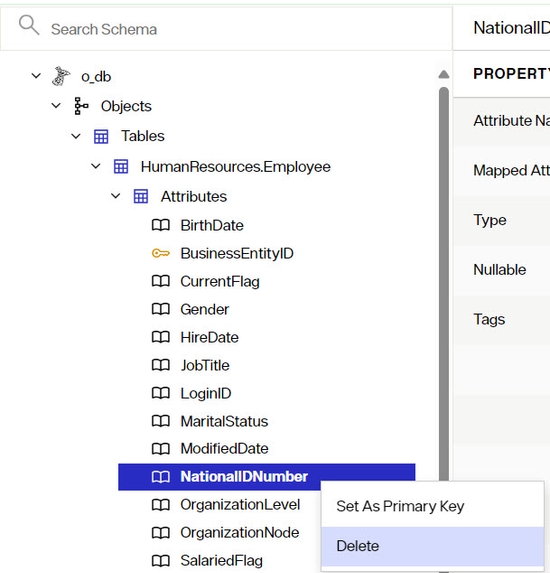 Search Schema
NationalID
o_db
PROPERTY
Objects
Attribute Na
Tables
HumanResources.Employee
Mapped Att
Attributes
Type
BirthDate
BusinessEntityID
Nullable
CurrentFlag
Gender
Tags
HireDate
JobTitle
LoginID
MaritalStatus
ModifiedDate
NationalIDNumber
OrganizationLevel
Set As Primary Key
OrganizationNode
Delete
SalariedFlag